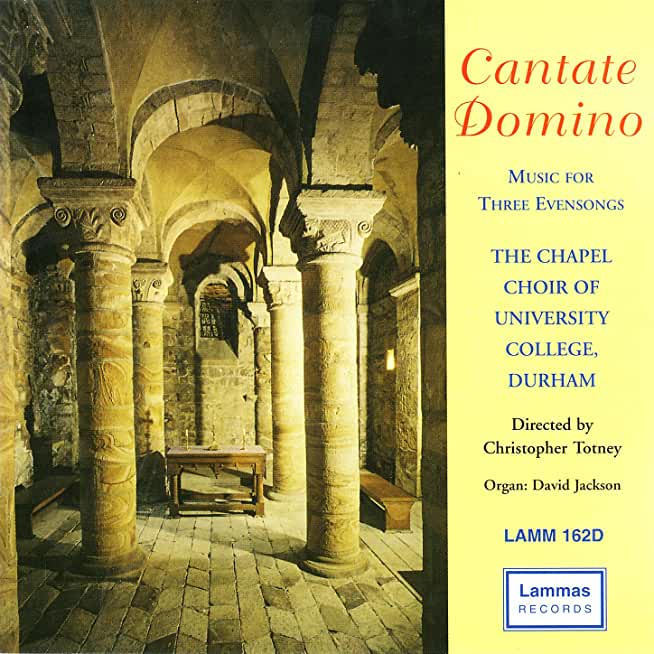 Cantate
Domino
MUSIC FOR
THREE EVENSONGS
THE CHAPEL
CHOIR OF
UNIVERSITY
COLLEGE,
DURHAM
Directed by
Christopher Totney
Organ: David Jackson
LAMM 162D
Lammas
RECORDS